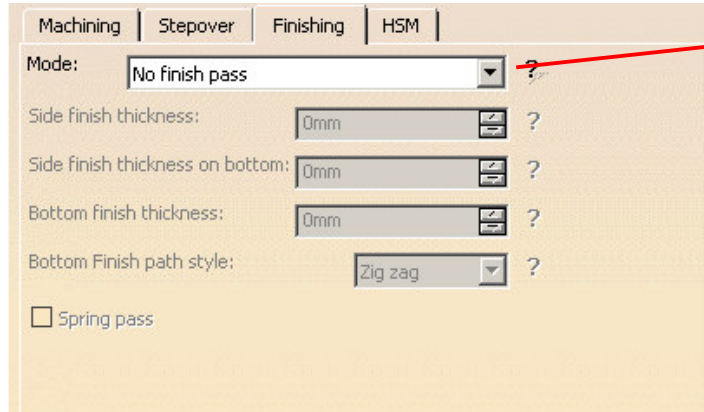 Machining Stepover Finishing HSM
Mode: No finish pass ?
Side finish thickness: 0mm ?
Side finish thickness on bottom: 0mm ?
Bottom finish thickness: 0mm ?
Bottom Finish path style: Zig zag ?
Spring pass